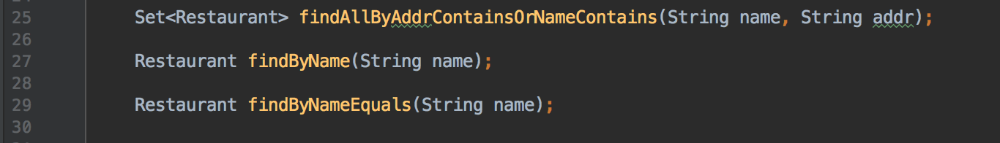 25 Set<Restaurant> findAllByAddrContainsOrNameContains(String name, String addr);
26
27 Restaurant findByName(String name);
28
29 Restaurant findByNameEquals(String name);
30